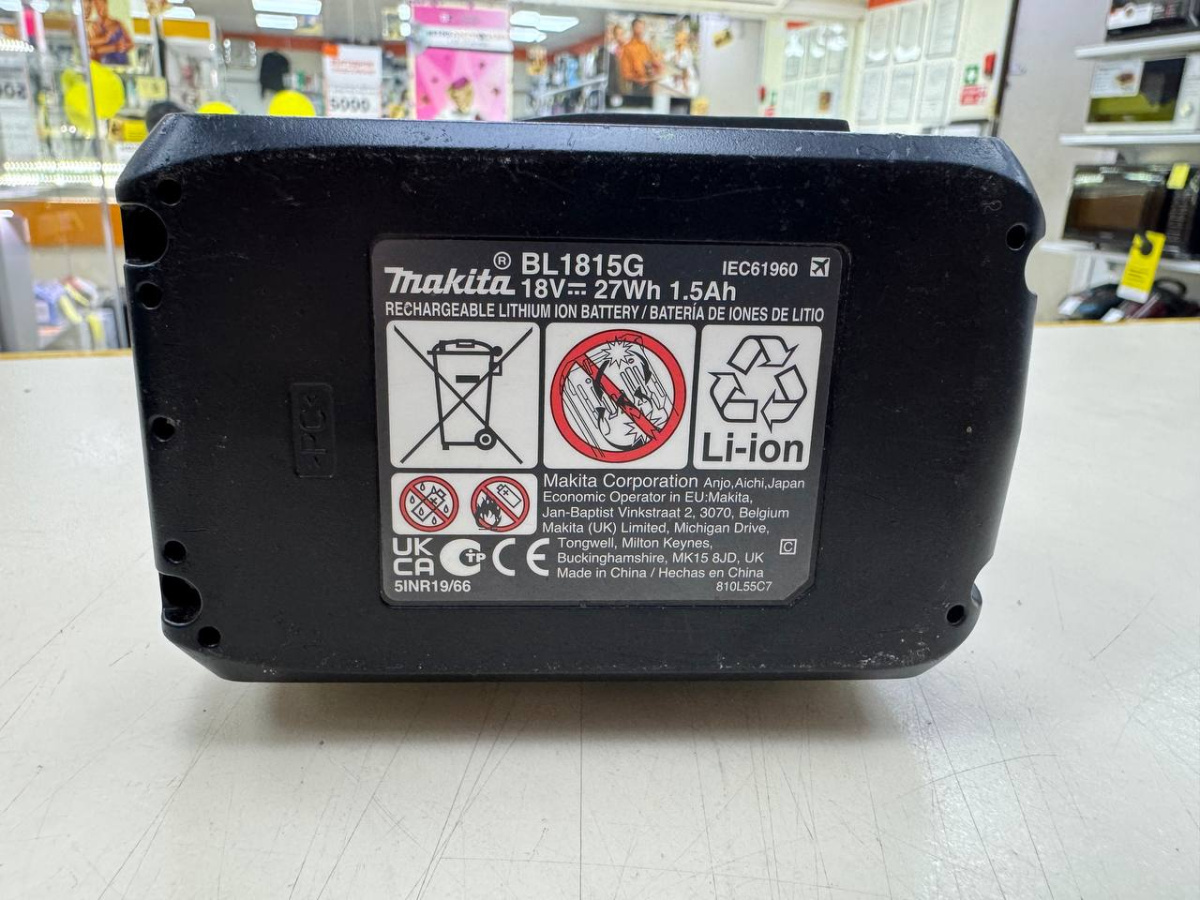 makita® BL1815G IEC61960
18V⎓ 27Wh 1.5Ah
RECHARGEABLE LITHIUM ION BATTERY / BATERÍA DE IONES DE LITIO
Li-ion
Makita Corporation Anjo,Aichi,Japan
Economic Operator in EU:Makita,
Jan-Baptist Vinkstraat 2, 3070, Belgium
Makita (UK) Limited, Michigan Drive,
Tongwell, Milton Keynes,
Buckinghamshire, MK15 8JD, UK
Made in China / Hechas en China
C
810L55C7
UK
CA
CE
5INR19/66
>PC<
5000